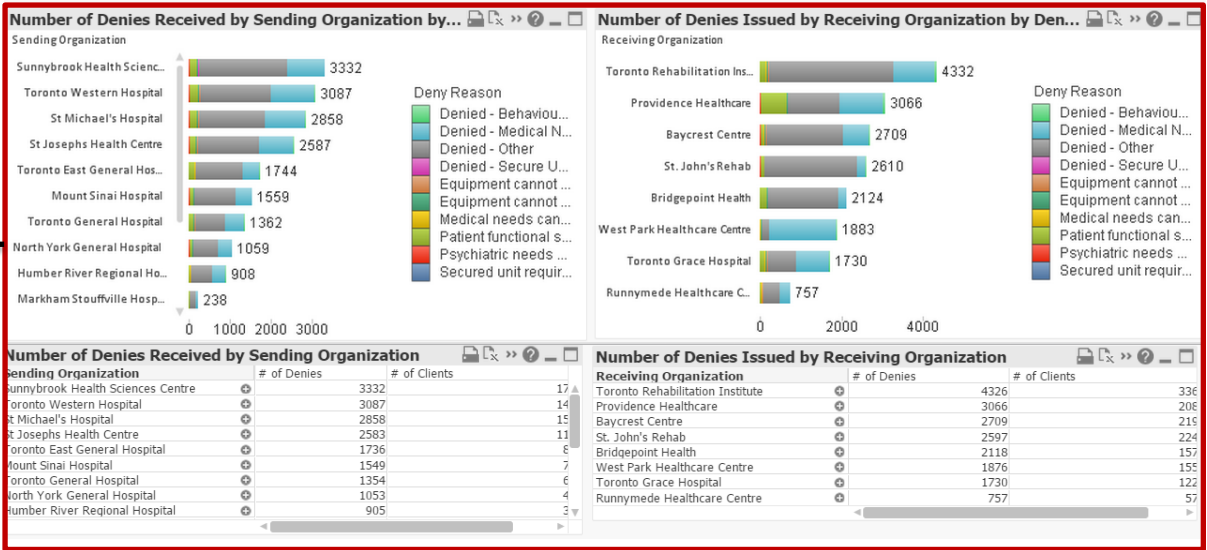 Number of Denies Received by Sending Organization by...
Sending Organization
Sunnybrook Health Scienc... 3332
Toronto Western Hospital 3087
St Michael's Hospital 2858
St Josephs Health Centre 2587
Toronto East General Hos... 1744
Mount Sinai Hospital 1559
Toronto General Hospital 1362
North York General Hospital 1059
Humber River Regional Ho... 908
Markham Stouffville Hosp... 238
0 1000 2000 3000
Deny Reason
Denied - Behaviou...
Denied - Medical N...
Denied - Other
Denied - Secure U...
Equipment cannot ...
Equipment cannot ...
Medical needs can...
Patient functional s...
Psychiatric needs ...
Secured unit requir...
Number of Denies Issued by Receiving Organization by Den...
Receiving Organization
Toronto Rehabilitation Ins... 4332
Providence Healthcare 3066
Baycrest Centre 2709
St. John's Rehab 2610
Bridgepoint Health 2124
West Park Healthcare Centre 1883
Toronto Grace Hospital 1730
Runnymede Healthcare C... 757
0 2000 4000
Deny Reason
Denied - Behaviou...
Denied - Medical N...
Denied - Other
Denied - Secure U...
Equipment cannot ...
Equipment cannot ...
Medical needs can...
Patient functional s...
Psychiatric needs ...
Secured unit requir...
Number of Denies Received by Sending Organization
Sending Organization # of Denies # of Clients
Sunnybrook Health Sciences Centre 3332 17
Toronto Western Hospital 3087 14
St Michael's Hospital 2858 15
St Josephs Health Centre 2583 11
Toronto East General Hospital 1736
Mount Sinai Hospital 1549
Toronto General Hospital 1354
North York General Hospital 1053
Humber River Regional Hospital 905
Number of Denies Issued by Receiving Organization
Receiving Organization # of Denies # of Clients
Toronto Rehabilitation Institute 4326 336
Providence Healthcare 3066 208
Baycrest Centre 2709 219
St. John's Rehab 2597 224
Bridgepoint Health 2118 157
West Park Healthcare Centre 1876 155
Toronto Grace Hospital 1730 122
Runnymede Healthcare Centre 757 57